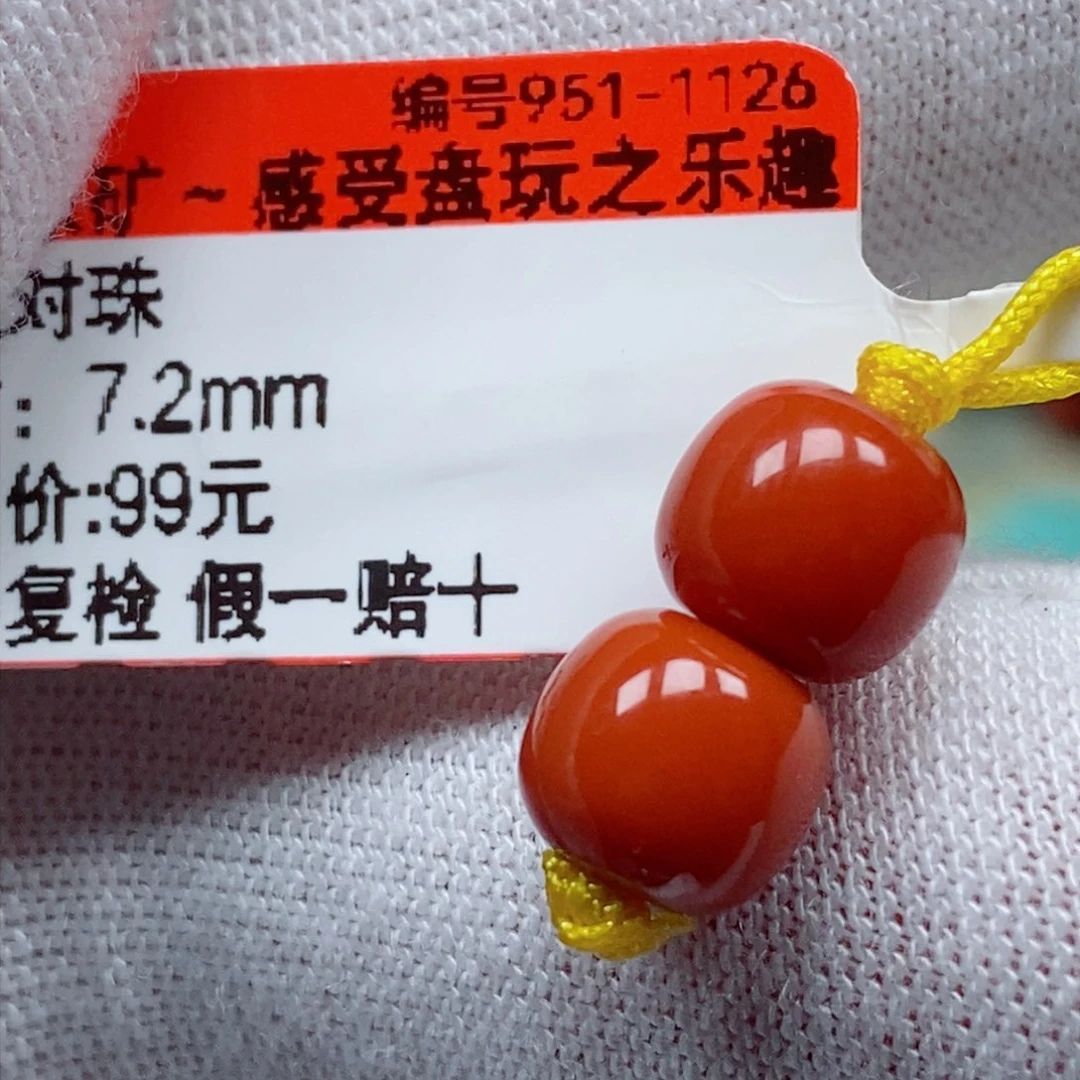 编号951-1126
矿~感受盘玩之乐趣
对珠
: 7.2mm
价:99元
复检 假一赔十